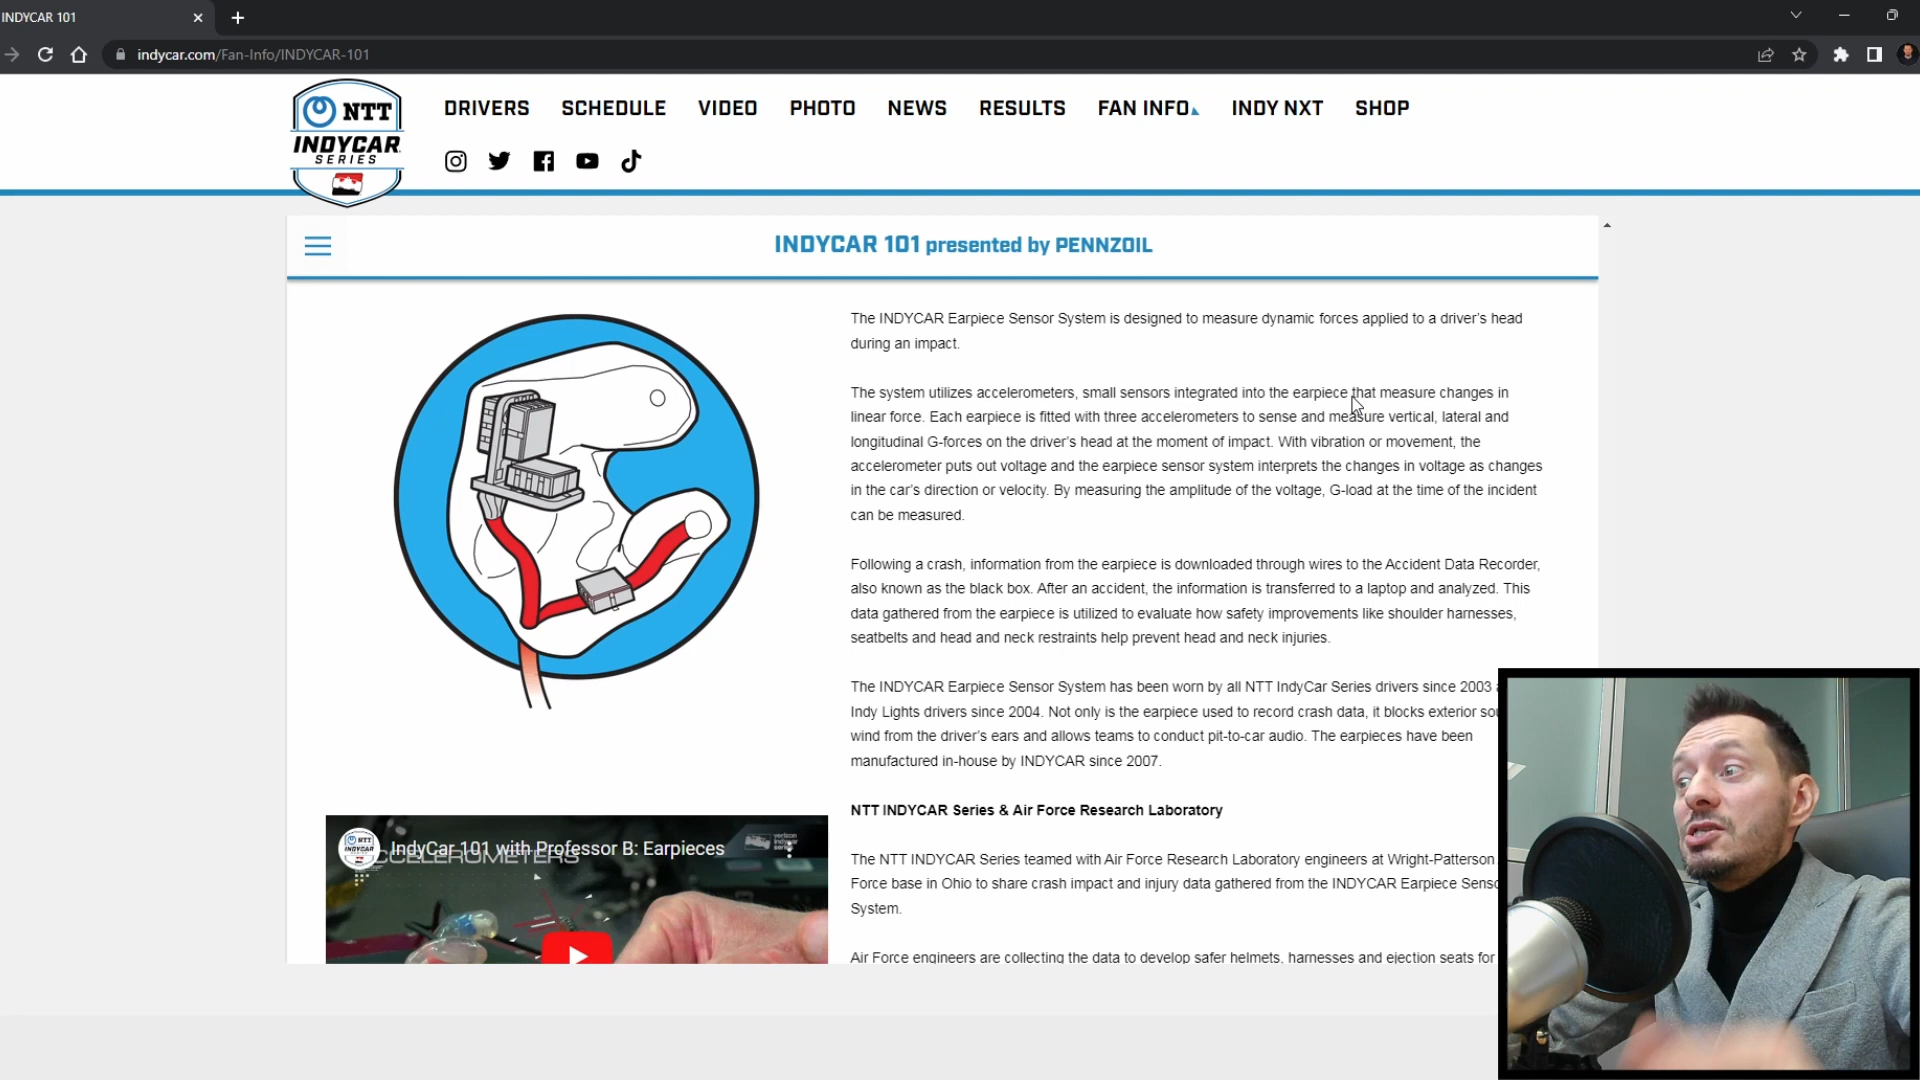 INDYCAR 101
indycar.com/Fan-Info/INDYCAR-101
NTT
INDYCAR
SERIES
DRIVERS SCHEDULE VIDEO PHOTO NEWS RESULTS FAN INFO INDY NXT SHOP
INDYCAR 101 presented by PENNZOIL
The INDYCAR Earpiece Sensor System is designed to measure dynamic forces applied to a driver's head
during an impact.
The system utilizes accelerometers, small sensors integrated into the earpiece that measure changes in
linear force. Each earpiece is fitted with three accelerometers to sense and measure vertical, lateral and
longitudinal G-forces on the driver's head at the moment of impact. With vibration or movement, the
accelerometer puts out voltage and the earpiece sensor system interprets the changes in voltage as changes
in the car's direction or velocity. By measuring the amplitude of the voltage, G-load at the time of the incident
can be measured.
Following a crash, information from the earpiece is downloaded through wires to the Accident Data Recorder,
also known as the black box. After an accident, the information is transferred to a laptop and analyzed. This
data gathered from the earpiece is utilized to evaluate how safety improvements like shoulder harnesses,
seatbelts and head and neck restraints help prevent head and neck injuries.
The INDYCAR Earpiece Sensor System has been worn by all NTT IndyCar Series drivers since 2003
Indy Lights drivers since 2004. Not only is the earpiece used to record crash data, it blocks exterior
wind from the driver's ears and allows teams to conduct pit-to-car audio. The earpieces have been
manufactured in-house by INDYCAR since 2007.
NTT INDYCAR Series & Air Force Research Laboratory
The NTT INDYCAR Series teamed with Air Force Research Laboratory engineers at Wright-Patterson
Force base in Ohio to share crash impact and injury data gathered from the INDYCAR Earpiece
System.
Air Force engineers are collecting the data to develop safer helmets, harnesses and ejection seats for
IndyCar 101 with Professor B: Earpieces
verizon
indycar
series